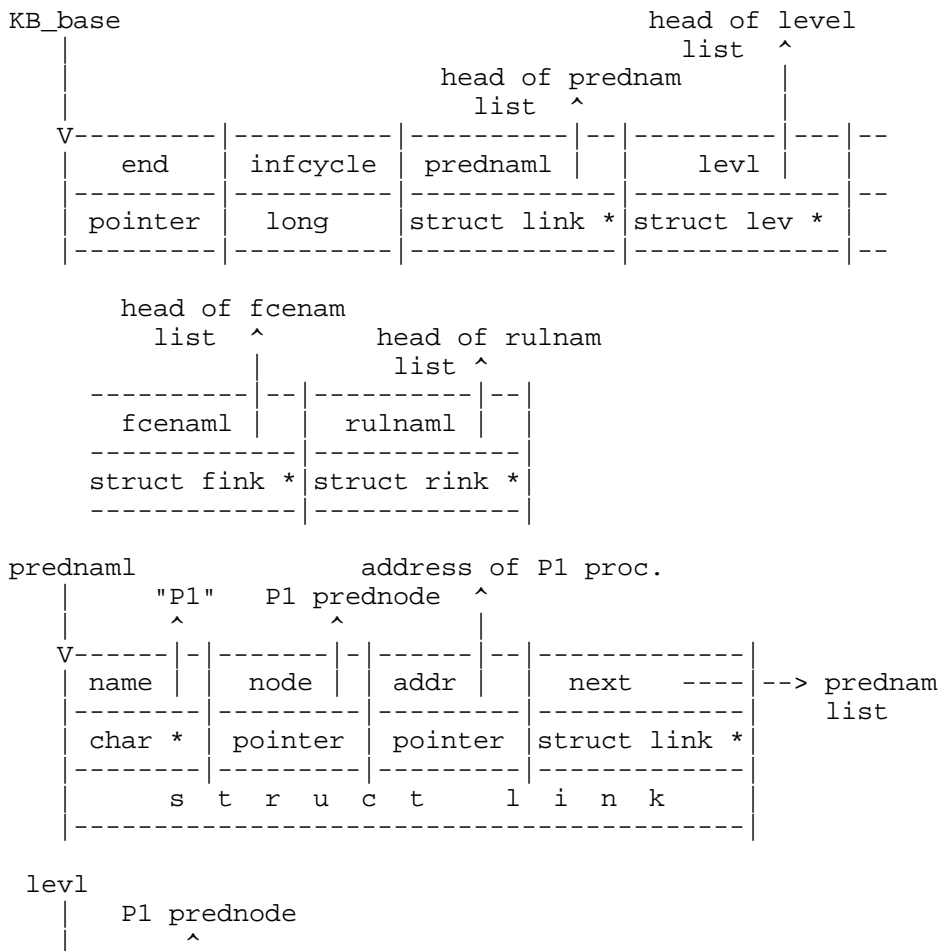 KB_base head of level
| list ^
| head of prednam |
| list ^ |
V---------|----------|----------|--|---------|---|--
| end | infcycle | prednaml | | levl | |
|---------|----------|-------------|-------------|--
| pointer | long |struct link *|struct lev * |
|---------|----------|-------------|-------------|--
head of fcenam
list ^ head of rulnam
| list ^
----------|--|----------|--|
fcenaml | | rulnaml | |
-------------|-------------|
struct fink *|struct rink *|
-------------|-------------|
prednaml address of P1 proc.
| "P1" P1 prednode ^
| ^ ^ |
V------|-|-------|-|------|--|-------------|
| name | | node | | addr | | next ----|--> prednam
|--------|---------|---------|-------------| list
| char * | pointer | pointer |struct link *|
|--------|---------|---------|-------------|
| s t r u c t l i n k |
|------------------------------------------|
levl
| P1 prednode
| ^